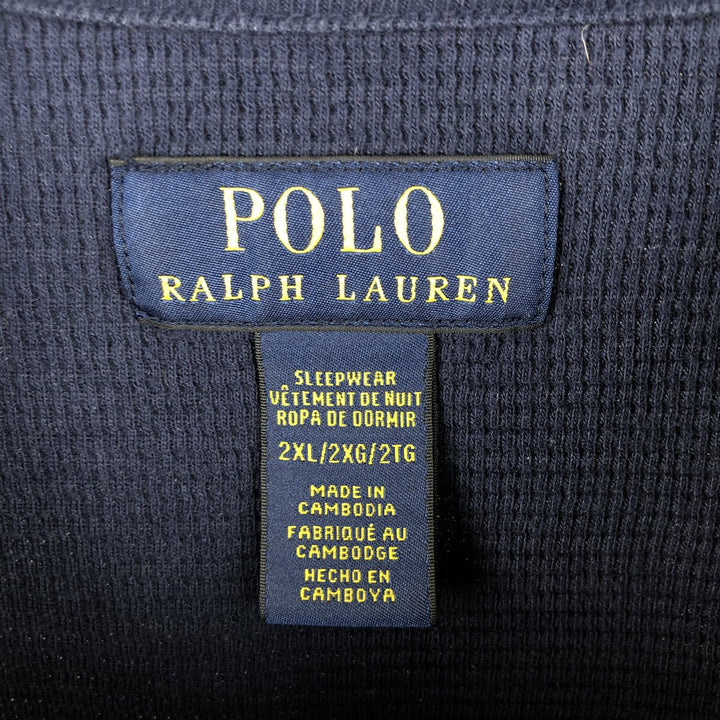 POLO
RALPH LAUREN
SLEEPWEAR
VÊTEMENT DE NUIT
ROPA DE DORMIR
2XL/2XG/2TG
MADE IN
CAMBODIA
FABRIQUÉ AU
CAMBODGE
HECHO EN
CAMBOYA